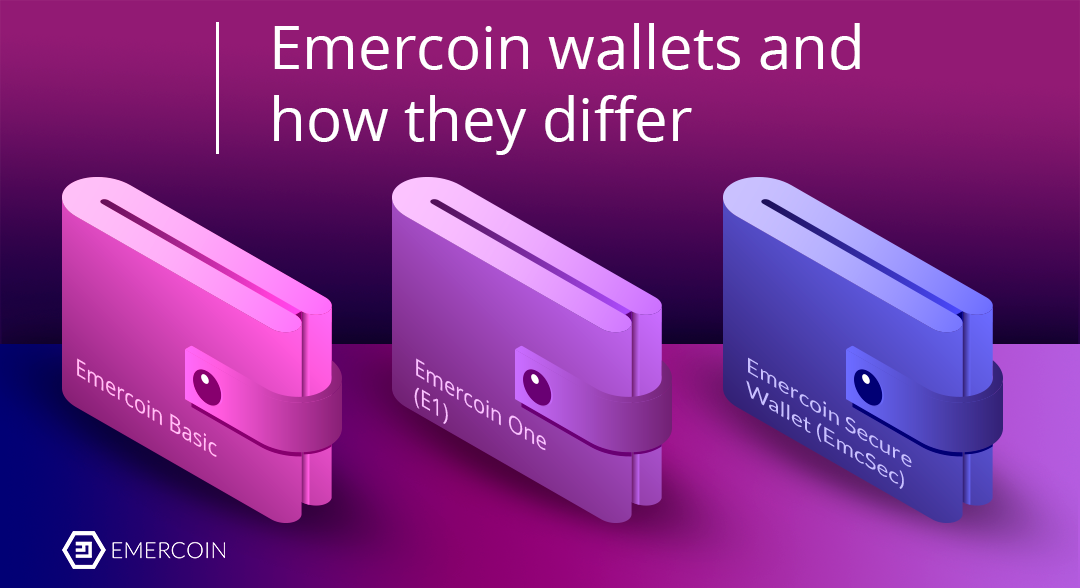 Emercoin wallets and
how they differ
Emercoin Basic
Emercoin One
(E1)
Emercoin Secure
Wallet (EmcSec)
EMERCOIN